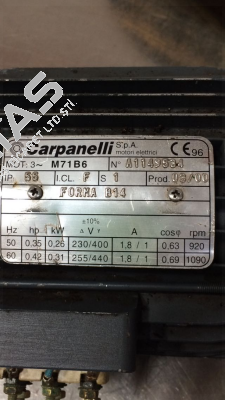 Carpanelli S.p.A.
motori elettrici
CE 96
MOT. 3~ M71B6 N°
IP 55 I.CL F S 1 Prod.
FORMA B14
±10%
Hz hp kW Δ V Y A cosφ rpm
50 0,35 0,26 230/400 1,8 / 1 0.63 920
60 0,42 0.31 255/440 1,8 / 1 0.69 1090